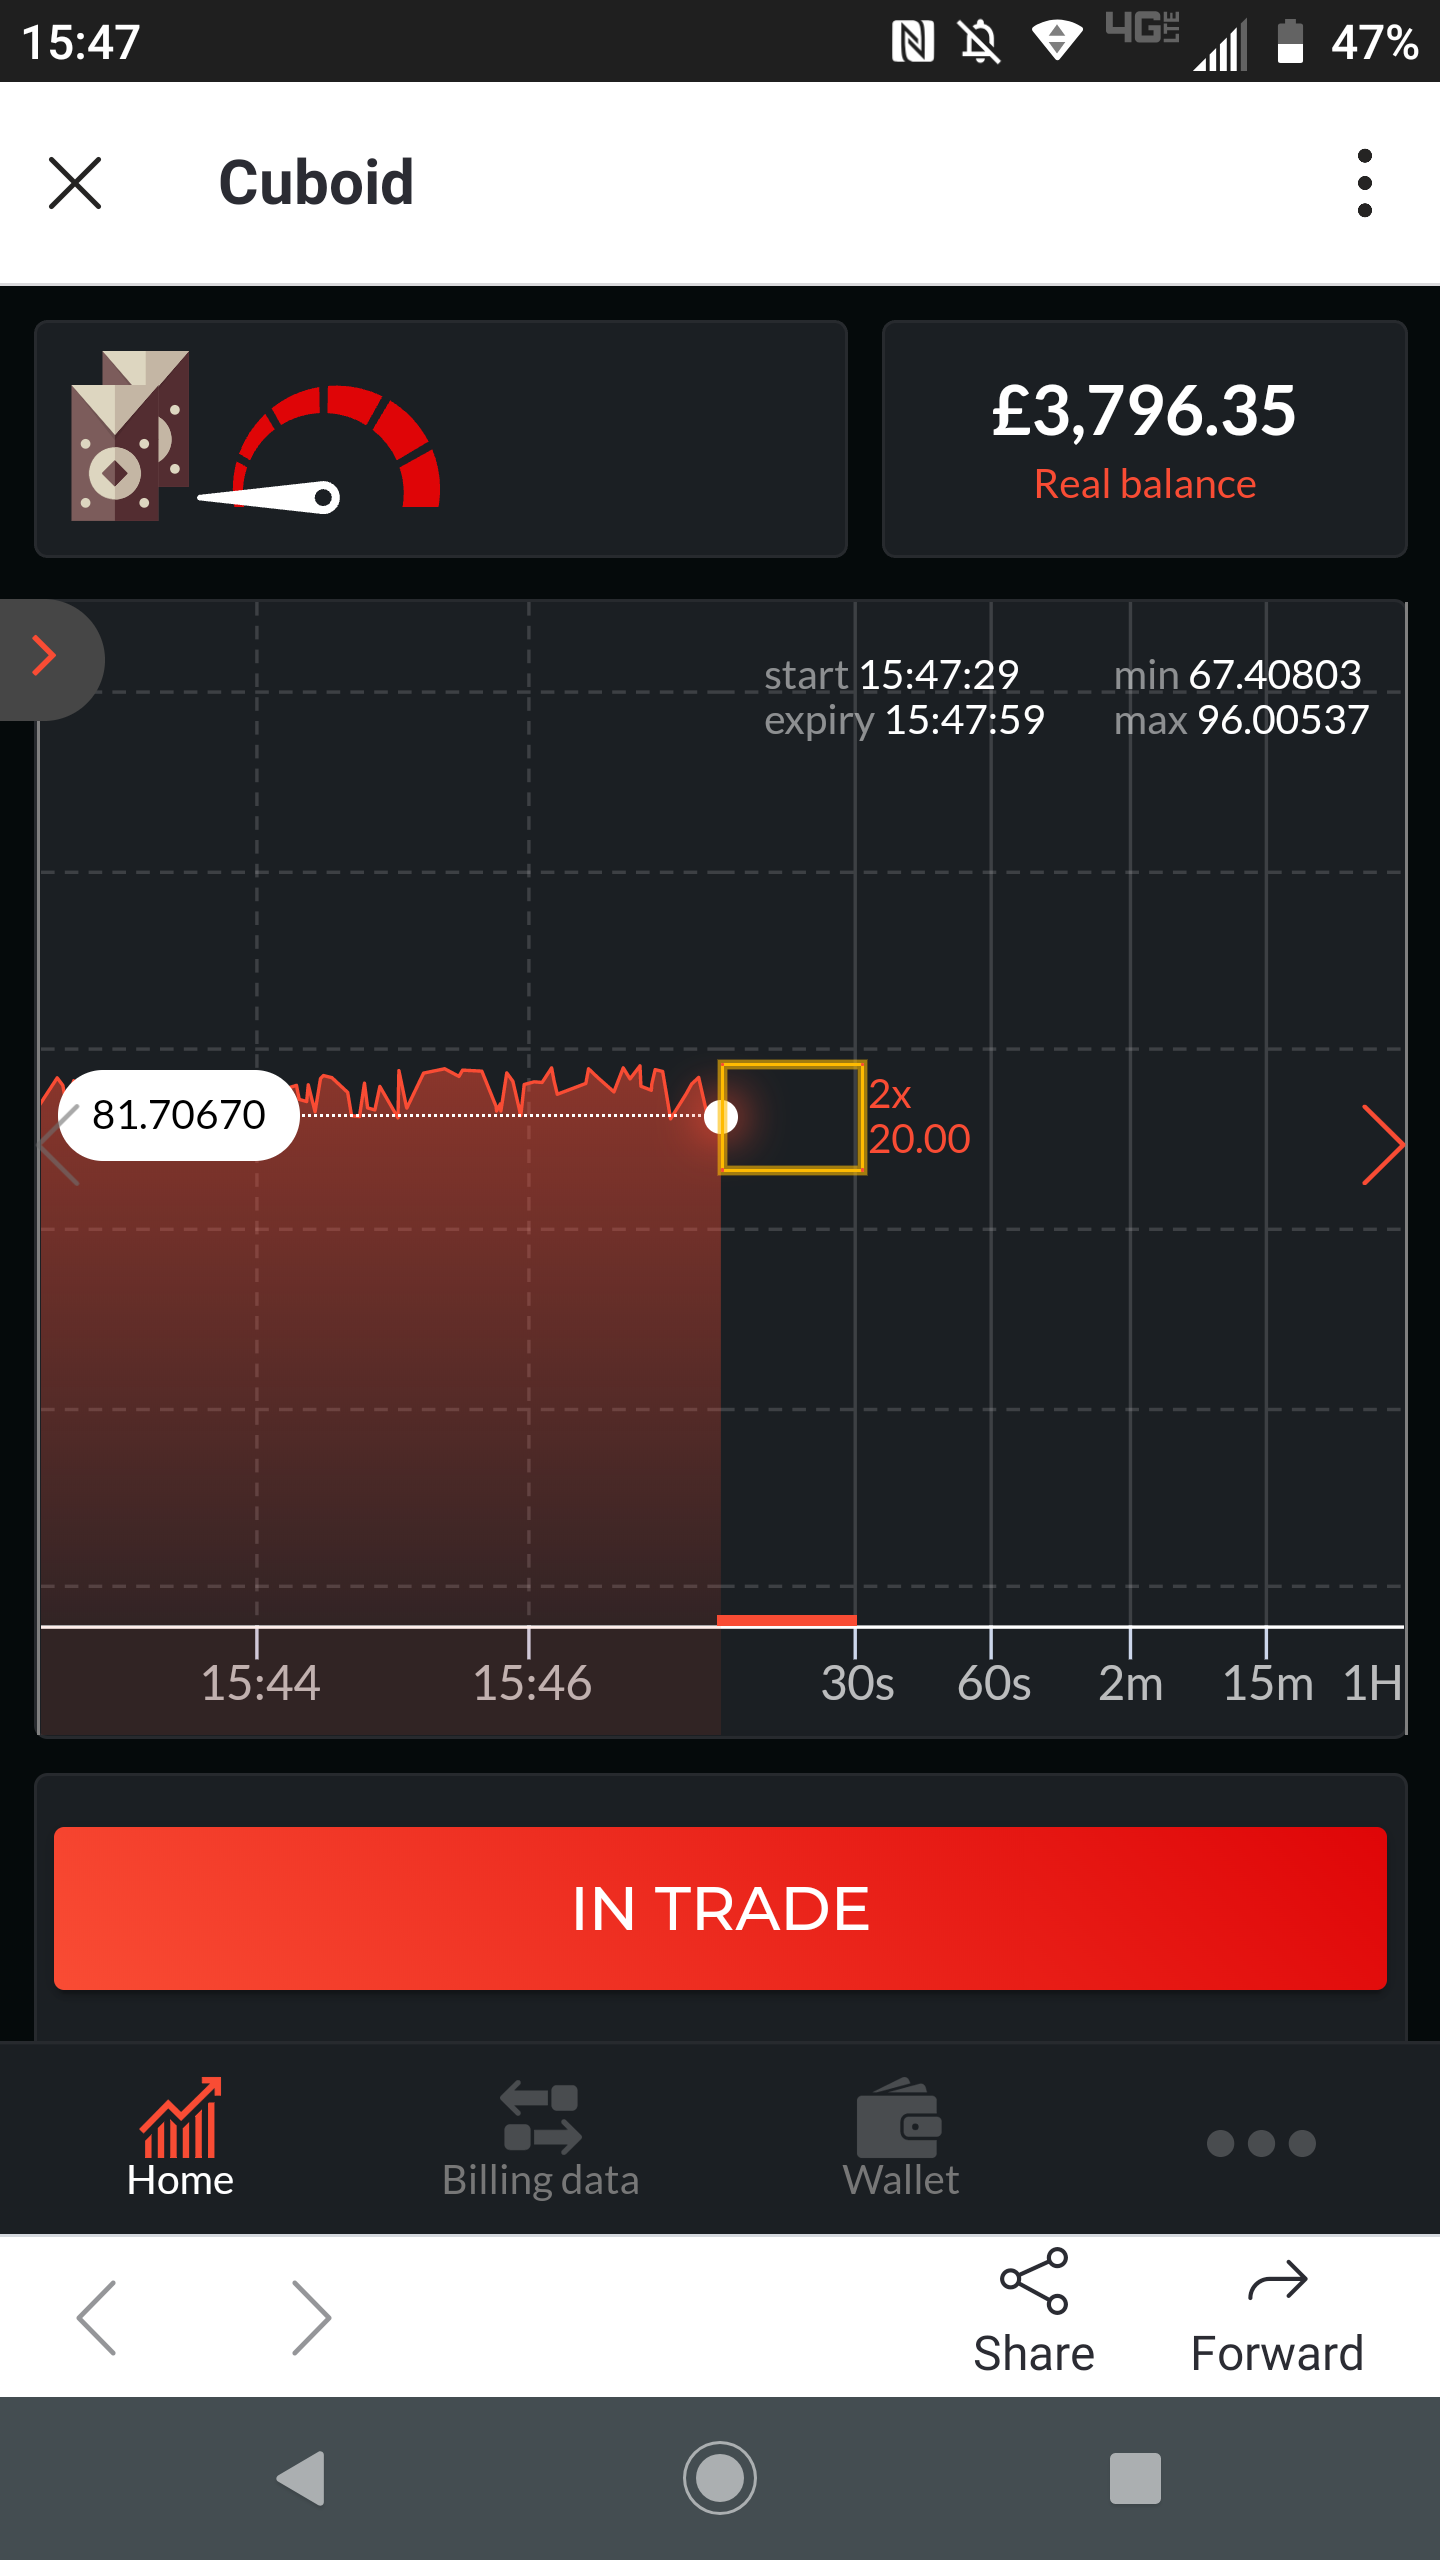 15:47
4G LTE
47%
Cuboid
£3,796.35
Real balance
start 15:47:29
min 67.40803
expiry 15:47:59
max 96.00537
81.70670
2x
20.00
15:44
15:46
30s
60s
2m
15m
1H
IN TRADE
Home
Billing data
Wallet
Share
Forward